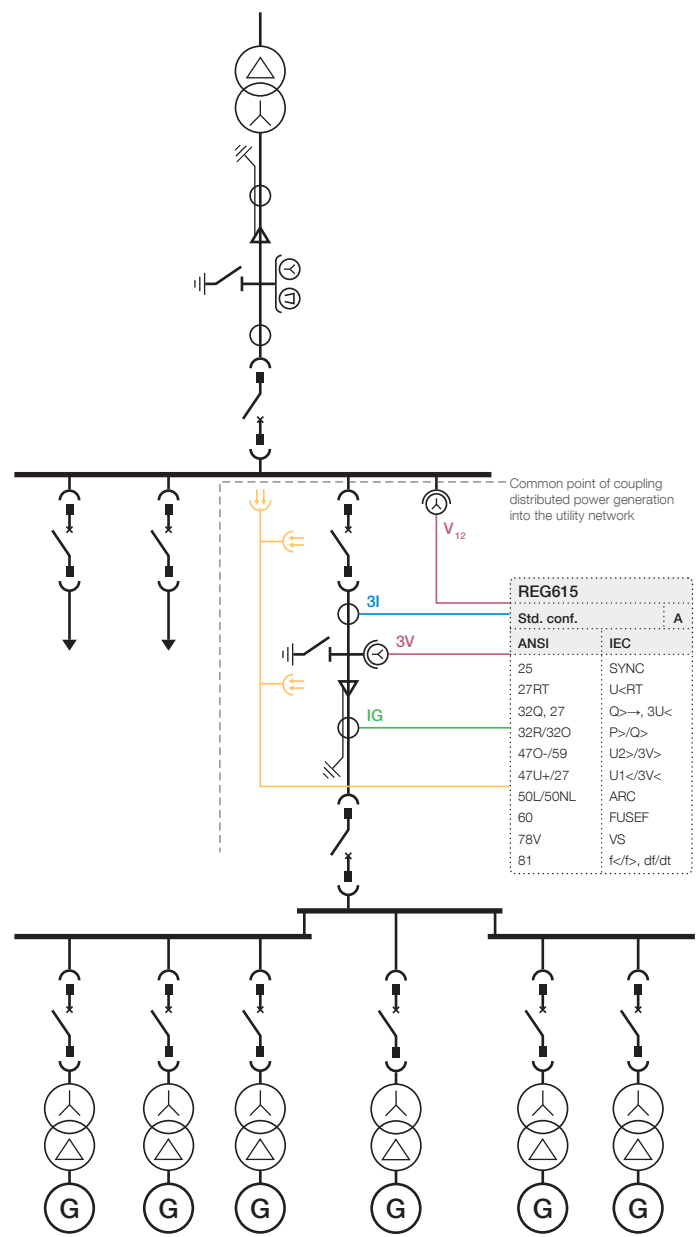 Common point of coupling
distributed power generation
into the utility network
V12
REG615
3I
Std. conf. A
ANSI IEC
3V
25 SYNC
27RT U<RT
32Q, 27 Q>→, 3U<
IG
32R/32O P>/Q>
47O-/59 U2>/3V>
47U+/27 U1</3V<
50L/50NL ARC
60 FUSEF
78V VS
81 f</f>, df/dt
G G G G G G